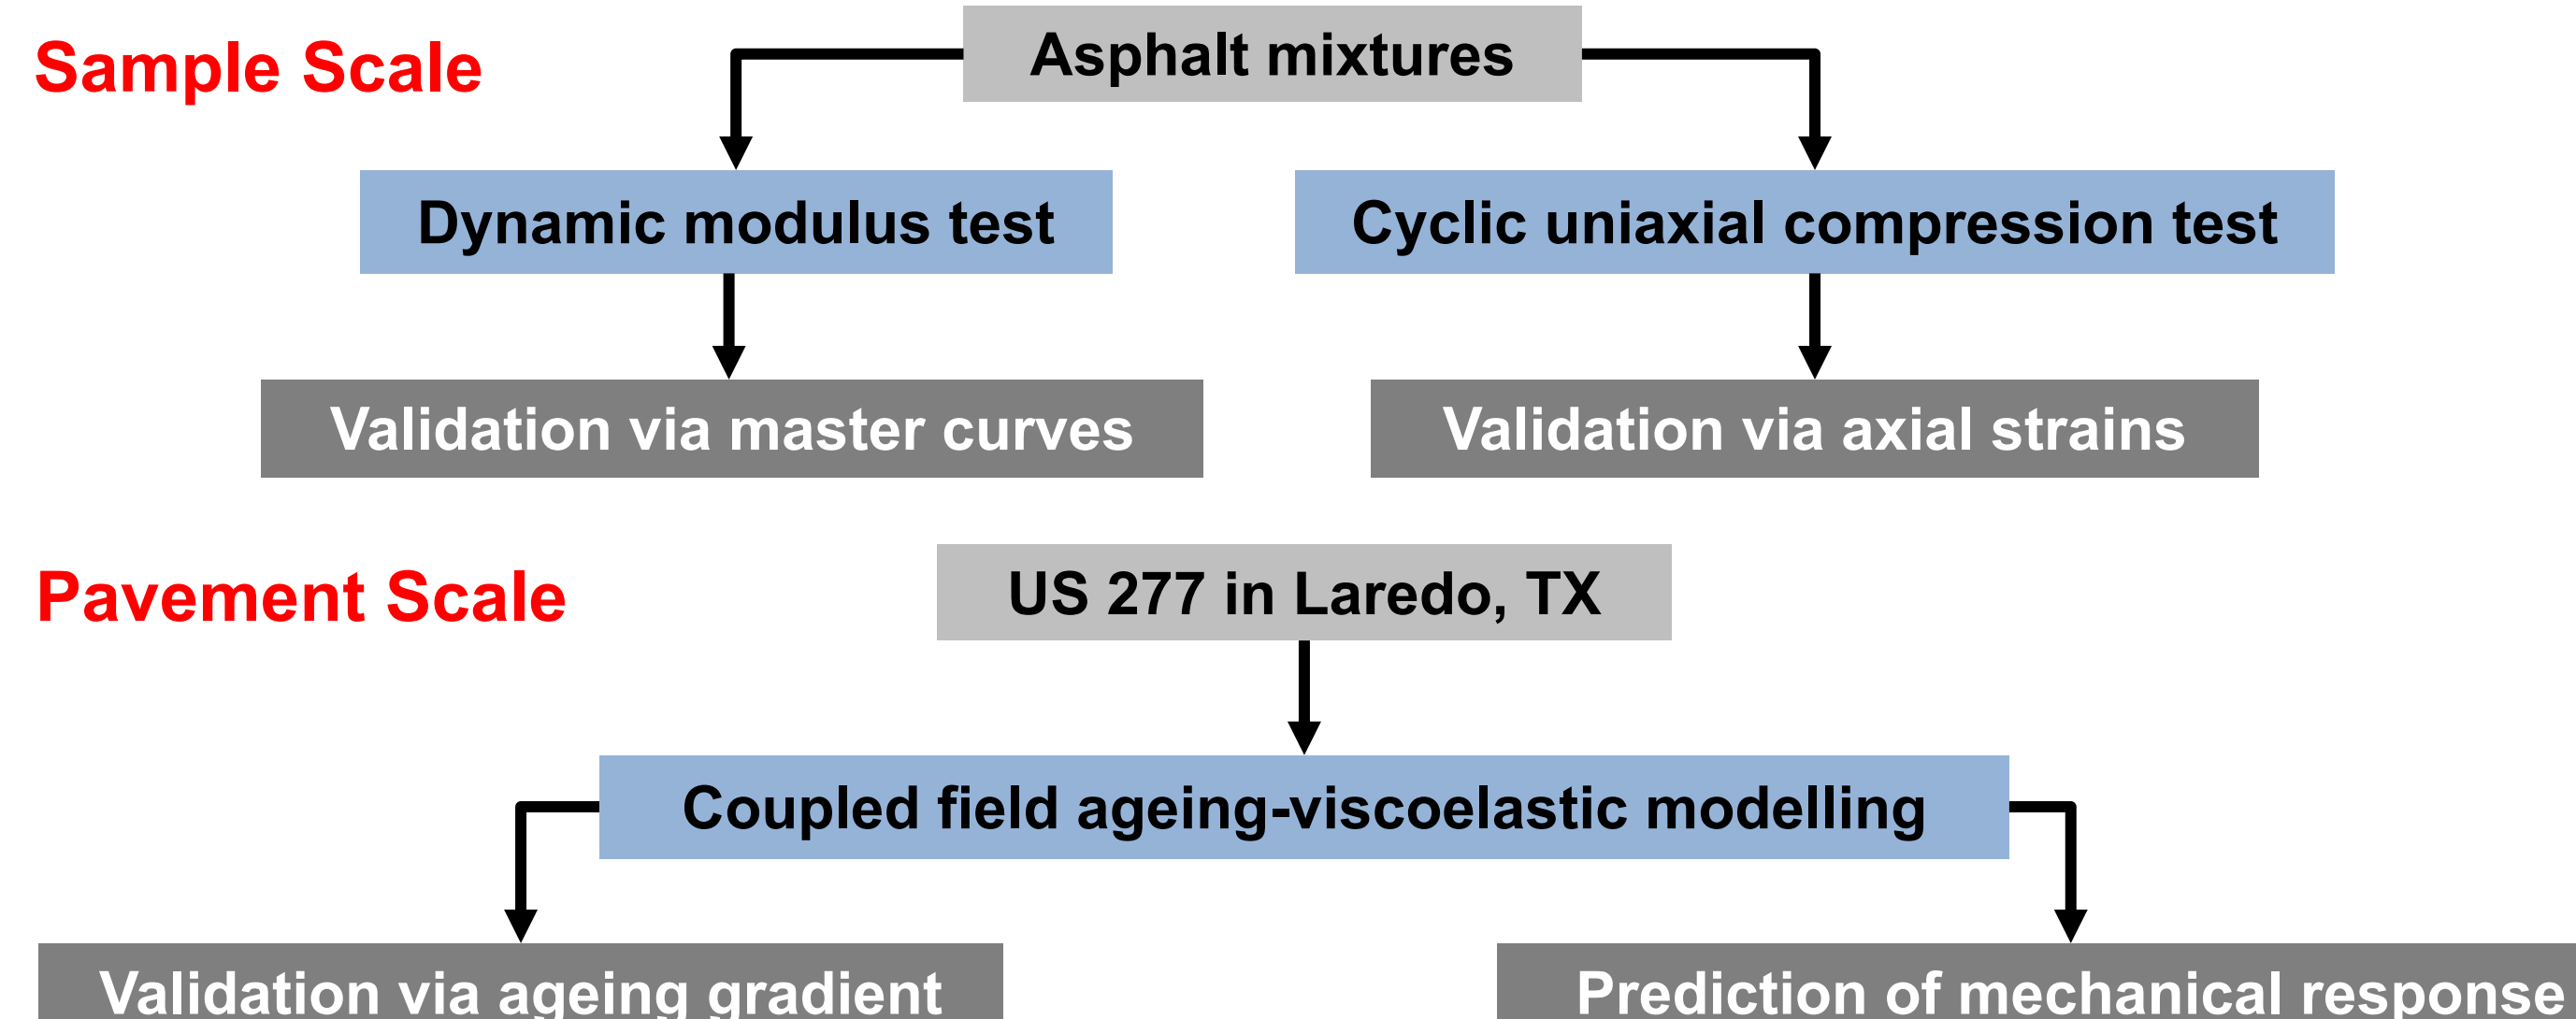 Sample Scale
Asphalt mixtures
Dynamic modulus test
Cyclic uniaxial compression test
Validation via master curves
Validation via axial strains
Pavement Scale
US 277 in Laredo, TX
Coupled field ageing-viscoelastic modelling
Validation via ageing gradient
Prediction of mechanical response